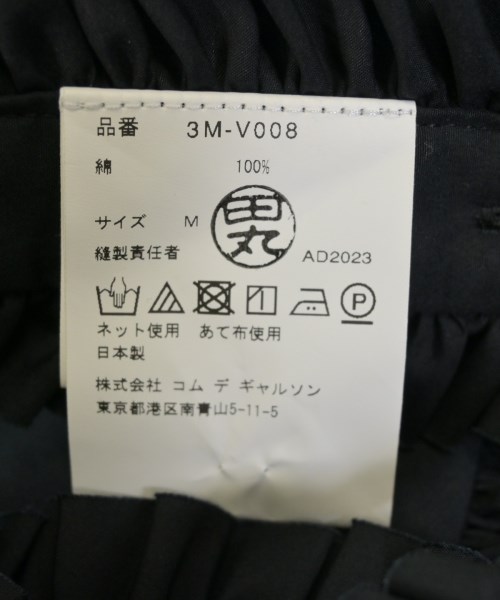 品番 3M-V008
綿 100%
サイズ M
田丸
縫製責任者 AD2023
P
ネット使用 あて布使用
日本製
株式会社 コム デ ギャルソン
東京都港区南青山5-11-5